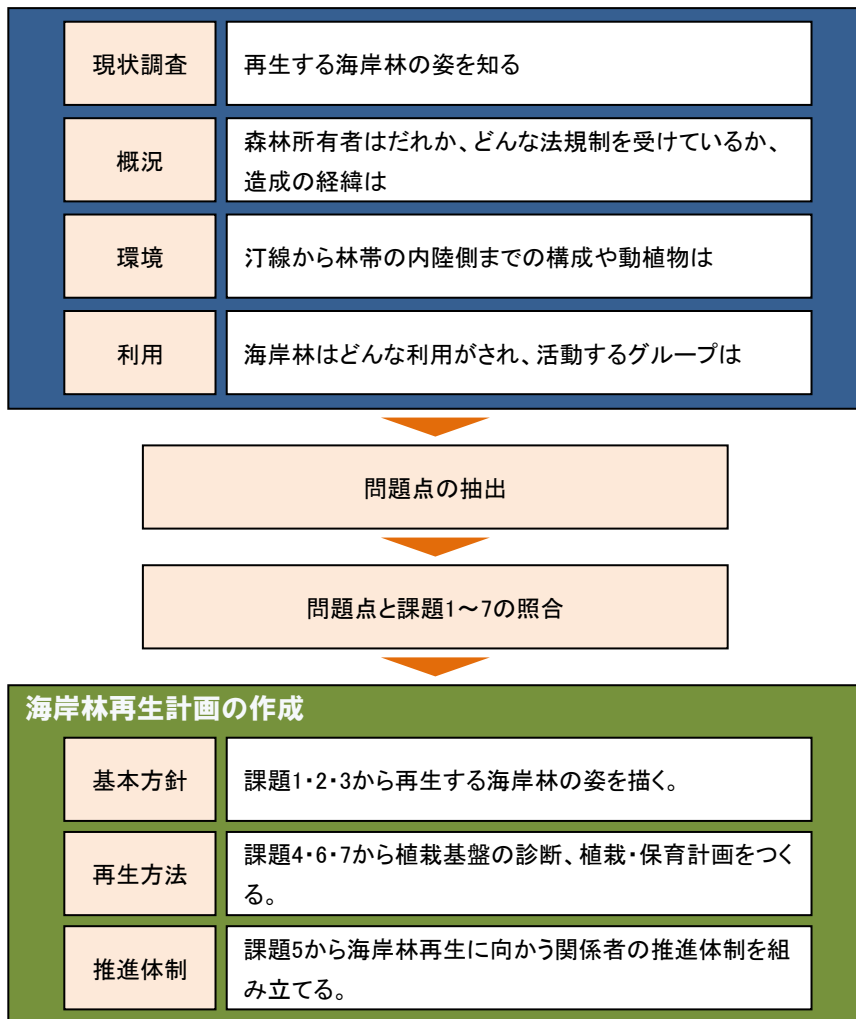 現状調査
再生する海岸林の姿を知る
概況
森林所有者はだれか、どんな法規制を受けているか、
造成の経緯は
環境
汀線から林帯の内陸側までの構成や動植物は
利用
海岸林はどんな利用がされ、活動するグループは
問題点の抽出
問題点と課題1～7の照合
海岸林再生計画の作成
基本方針
課題1・2・3から再生する海岸林の姿を描く。
再生方法
課題4・6・7から植栽基盤の診断、植栽・保育計画をつく
る。
推進体制
課題5から海岸林再生に向かう関係者の推進体制を組
み立てる。